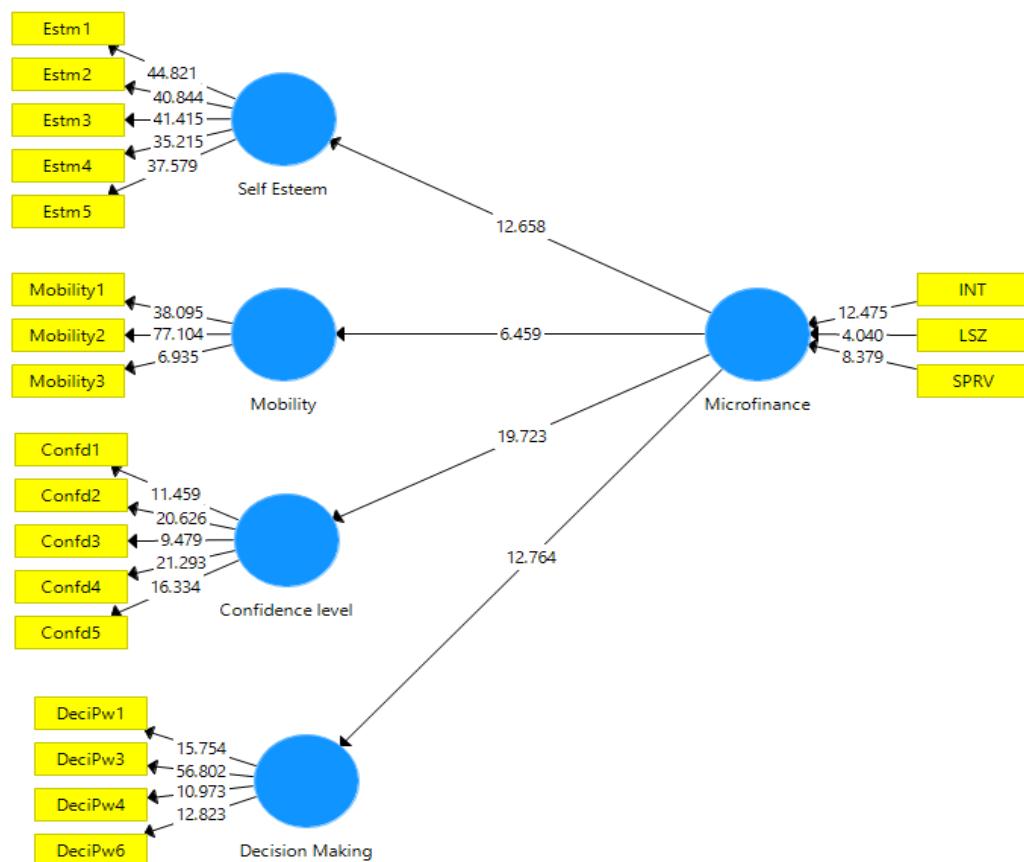 Estm1
44.821
Estm2
40.844
Estm3
41.415
35.215
Estm4
37.579
Self Esteem
Estm5
12.658
Mobility1
38.095
Mobility2
77.104
6.935
Mobility3
Mobility
6.459
INT
12.475
LSZ
4.040
8.379
SPRV
Microfinance
Confd1
11.459
Confd2
20.626
Confd3
9.479
21.293
Confd4
16.334
Confidence level
Confd5
19.723
12.764
DeciPw1
15.754
DeciPw3
56.802
DeciPw4
10.973
12.823
DeciPw6
Decision Making